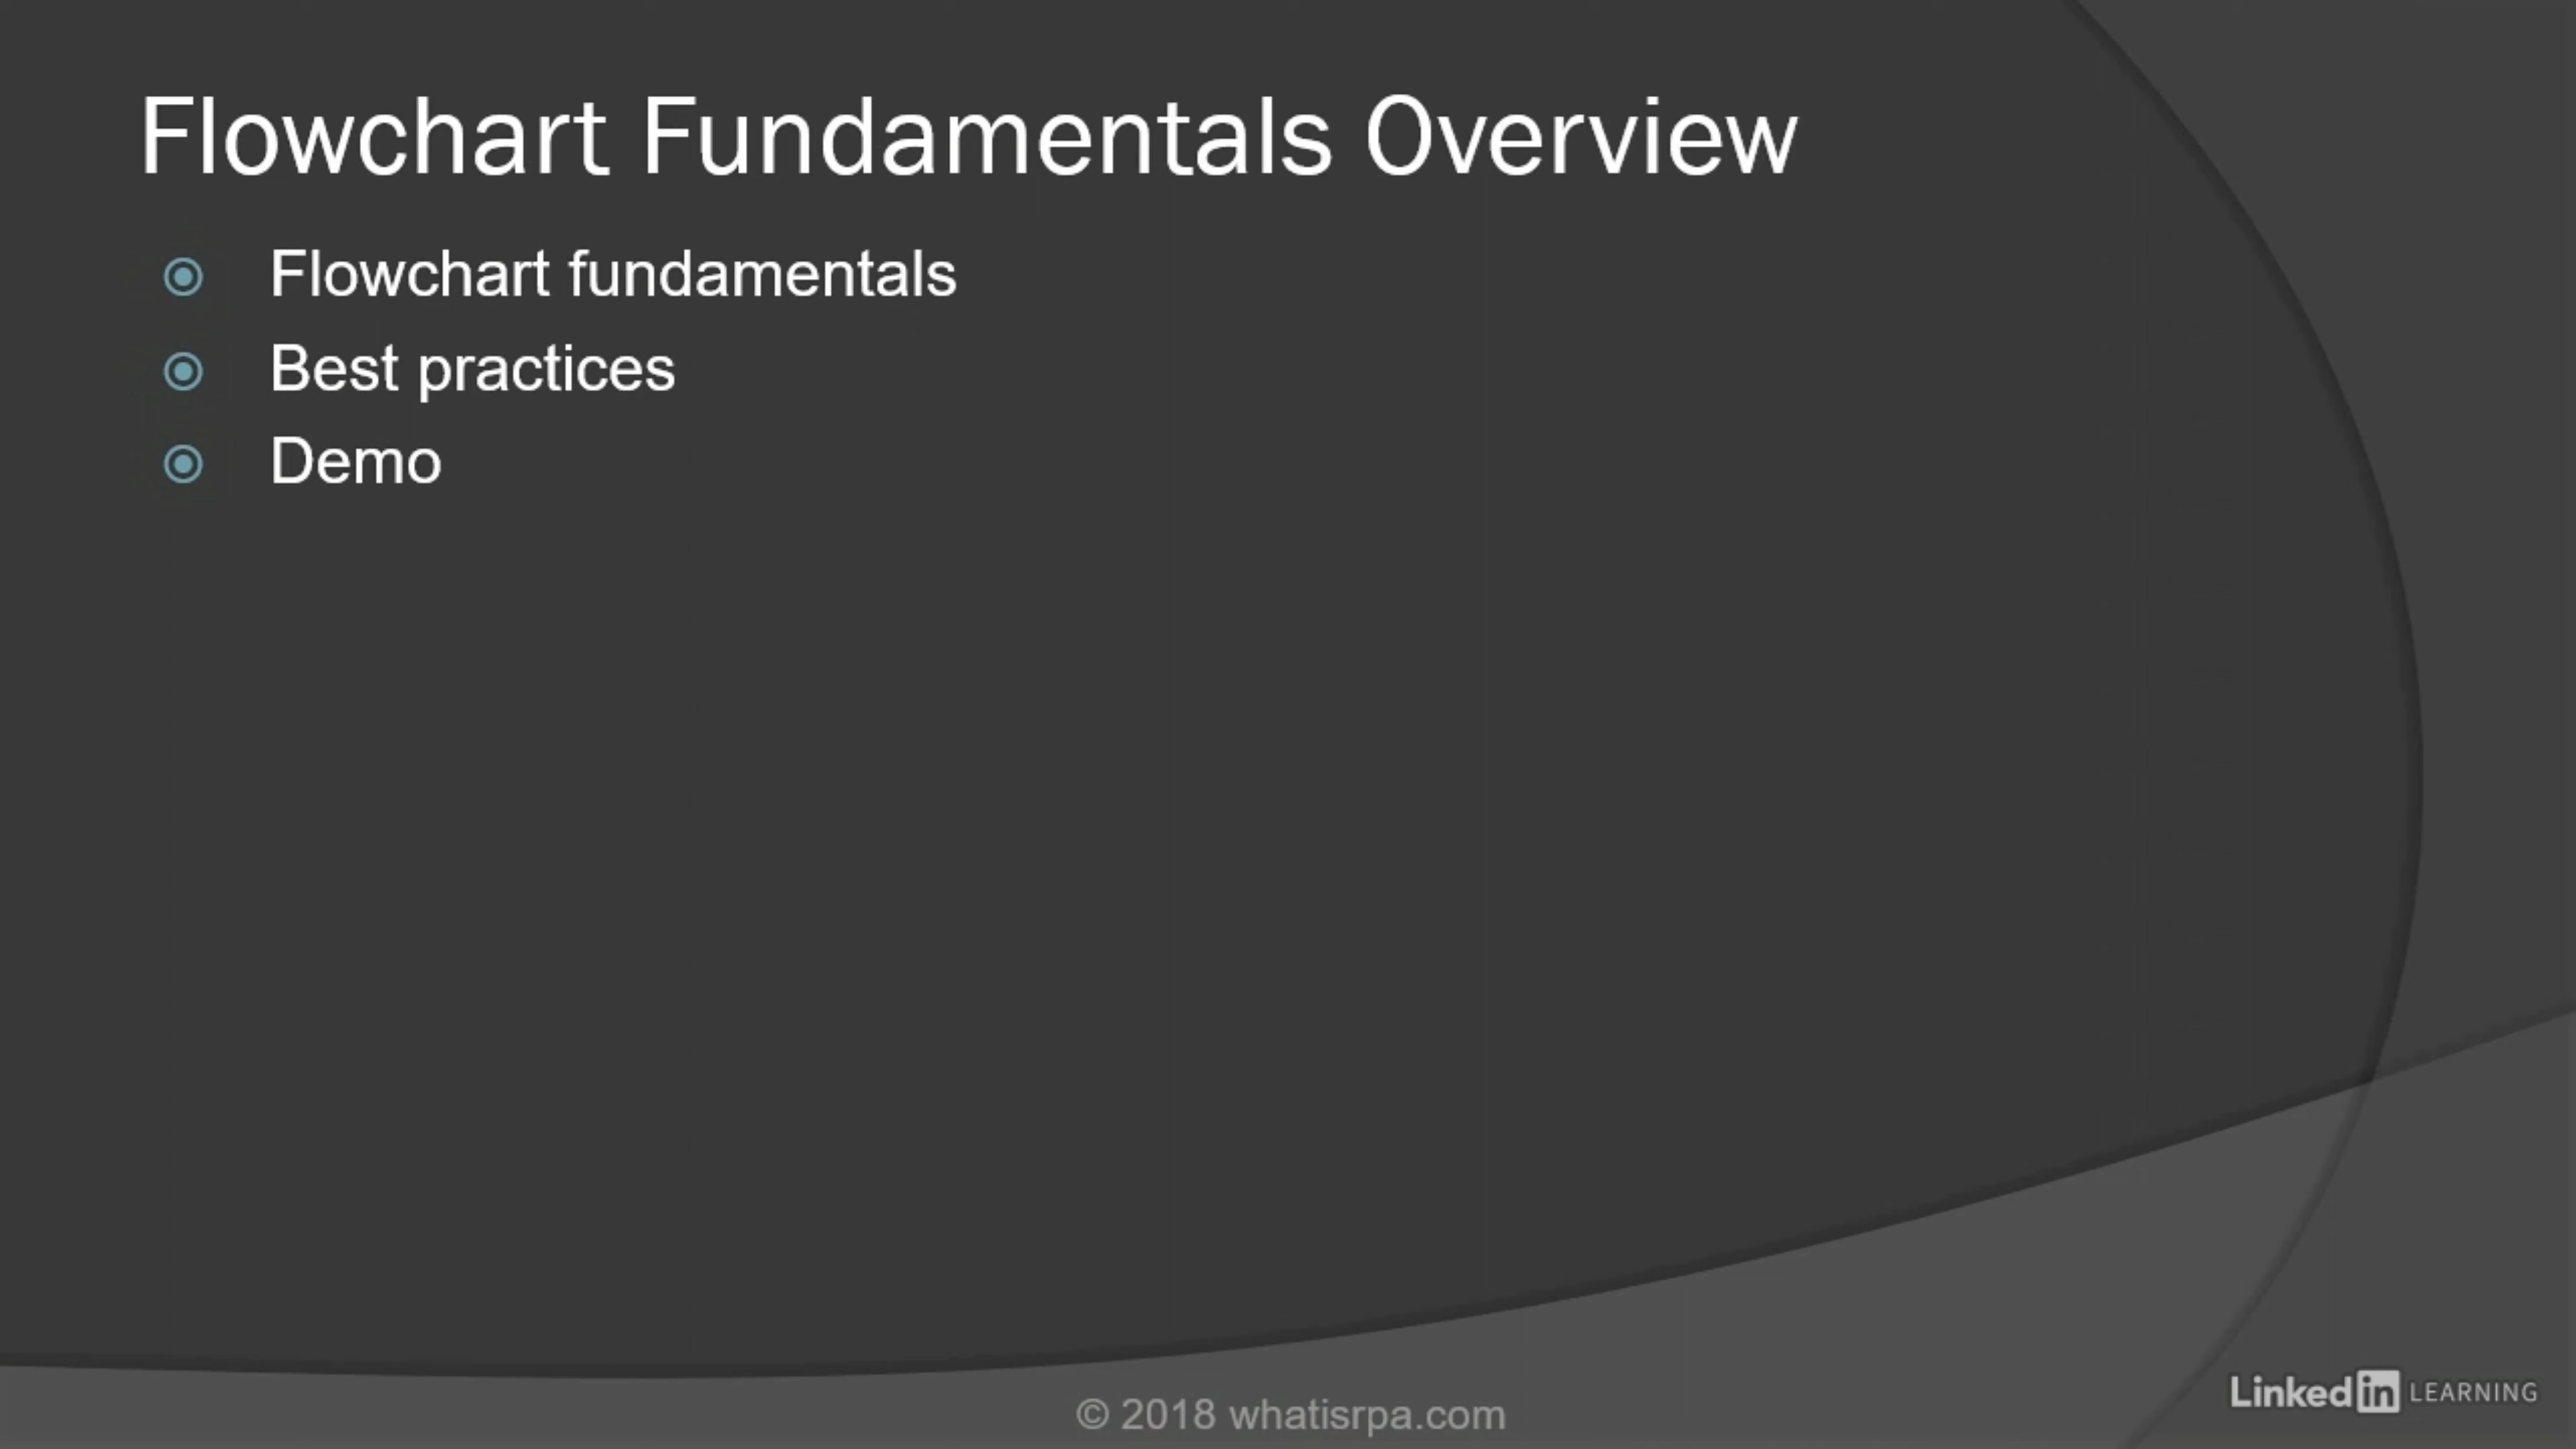 Flowchart Fundamentals Overview
Flowchart fundamentals
Best practices
Demo
© 2018 whatisrpa.com
Linked in LEARNING